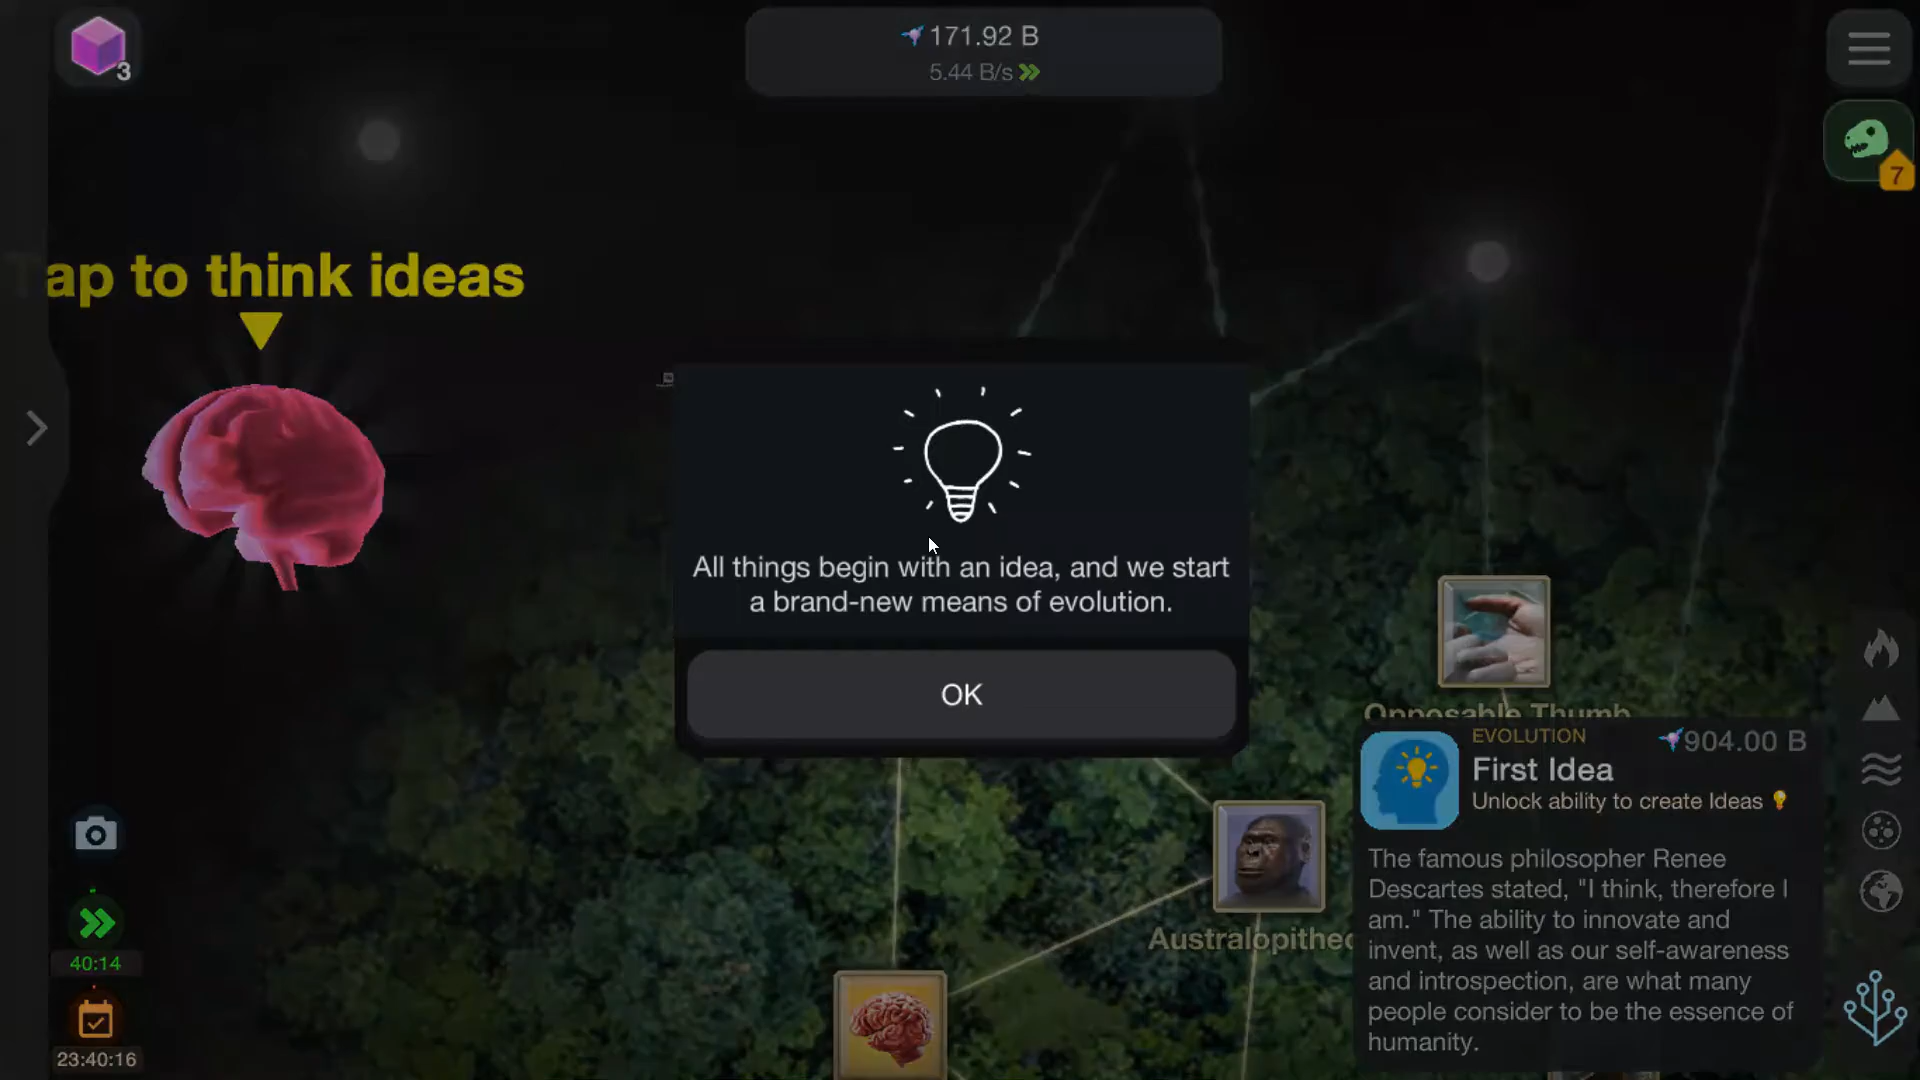 3
171.92 B
5.44 B/s
7
Tap to think ideas
All things begin with an idea, and we start
a brand-new means of evolution.
OK
Opposable Thumb
EVOLUTION
904.00 B
First Idea
Unlock ability to create Ideas
The famous philosopher Renee
Descartes stated, "I think, therefore I
am." The ability to innovate and
invent, as well as our self-awareness
and introspection, are what many
people consider to be the essence of
humanity.
Australopithec
40:14
23:40:16